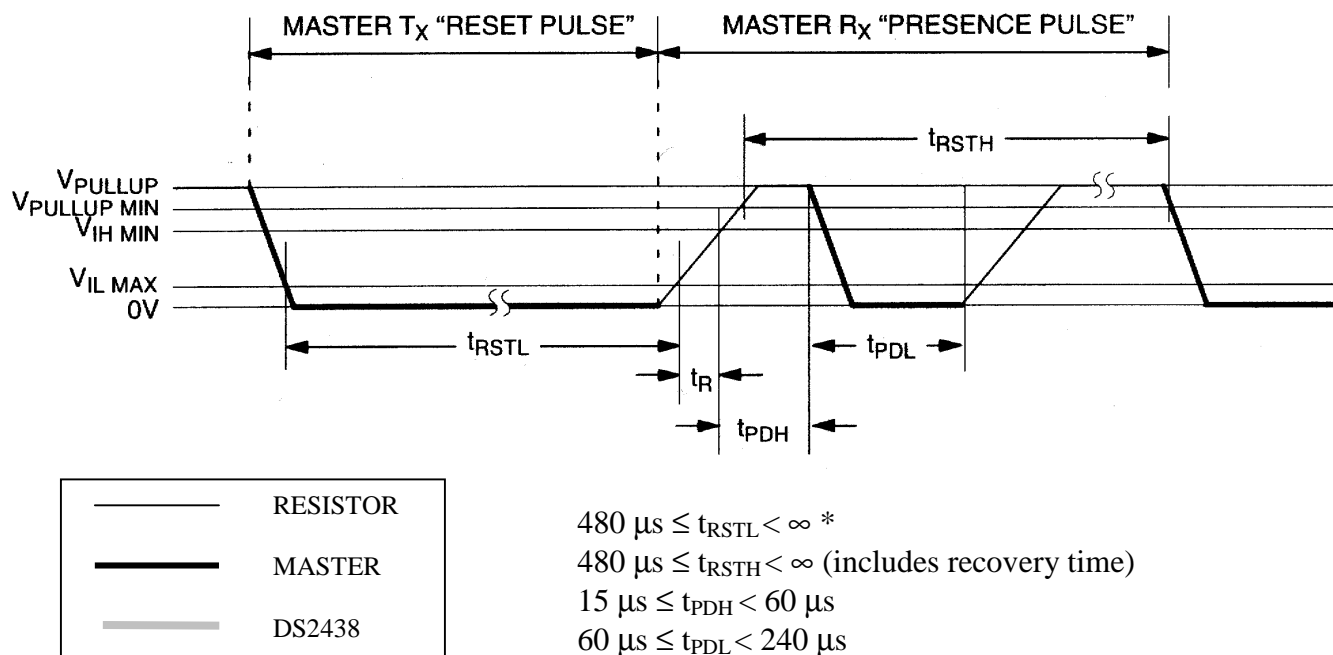 MASTER TX “RESET PULSE”
MASTER RX “PRESENCE PULSE”
tRSTH
VPULLUP
VPULLUP MIN
VIH MIN
VIL MAX
0V
tRSTL
tPDL
tR
tPDH
RESISTOR
MASTER
DS2438
480 μs ≤ tRSTL < ∞ *
480 μs ≤ tRSTH < ∞ (includes recovery time)
15 μs ≤ tPDH < 60 μs
60 μs ≤ tPDL < 240 μs